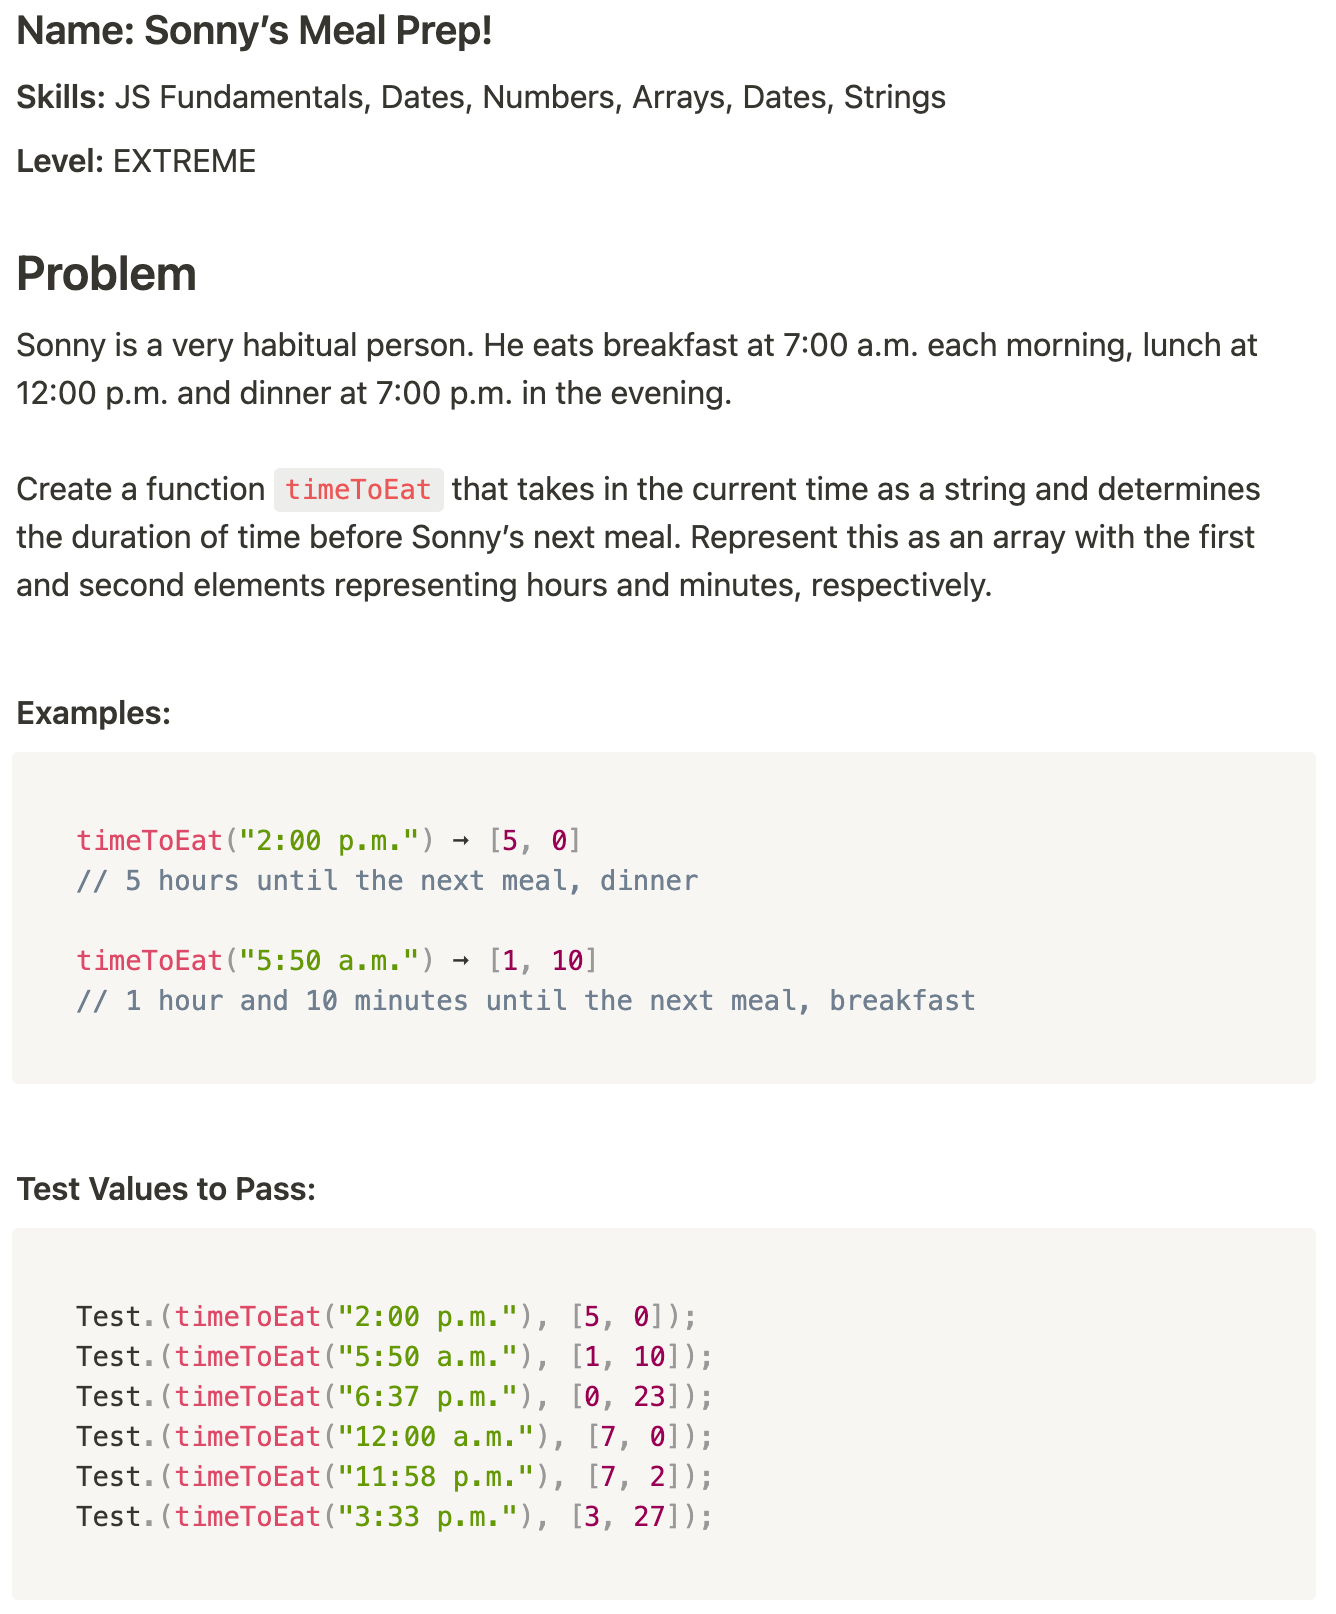 Name: Sonny’s Meal Prep!
Skills: JS Fundamentals, Dates, Numbers, Arrays, Dates, Strings
Level: EXTREME
Problem
Sonny is a very habitual person. He eats breakfast at 7:00 a.m. each morning, lunch at
12:00 p.m. and dinner at 7:00 p.m. in the evening.
Create a function timeToEat that takes in the current time as a string and determines
the duration of time before Sonny’s next meal. Represent this as an array with the first
and second elements representing hours and minutes, respectively.
Examples:
timeToEat("2:00 p.m.") ➞ [5, 0]
// 5 hours until the next meal, dinner
timeToEat("5:50 a.m.") ➞ [1, 10]
// 1 hour and 10 minutes until the next meal, breakfast
Test Values to Pass:
Test.(timeToEat("2:00 p.m."), [5, 0]);
Test.(timeToEat("5:50 a.m."), [1, 10]);
Test.(timeToEat("6:37 p.m."), [0, 23]);
Test.(timeToEat("12:00 a.m."), [7, 0]);
Test.(timeToEat("11:58 p.m."), [7, 2]);
Test.(timeToEat("3:33 p.m."), [3, 27]);